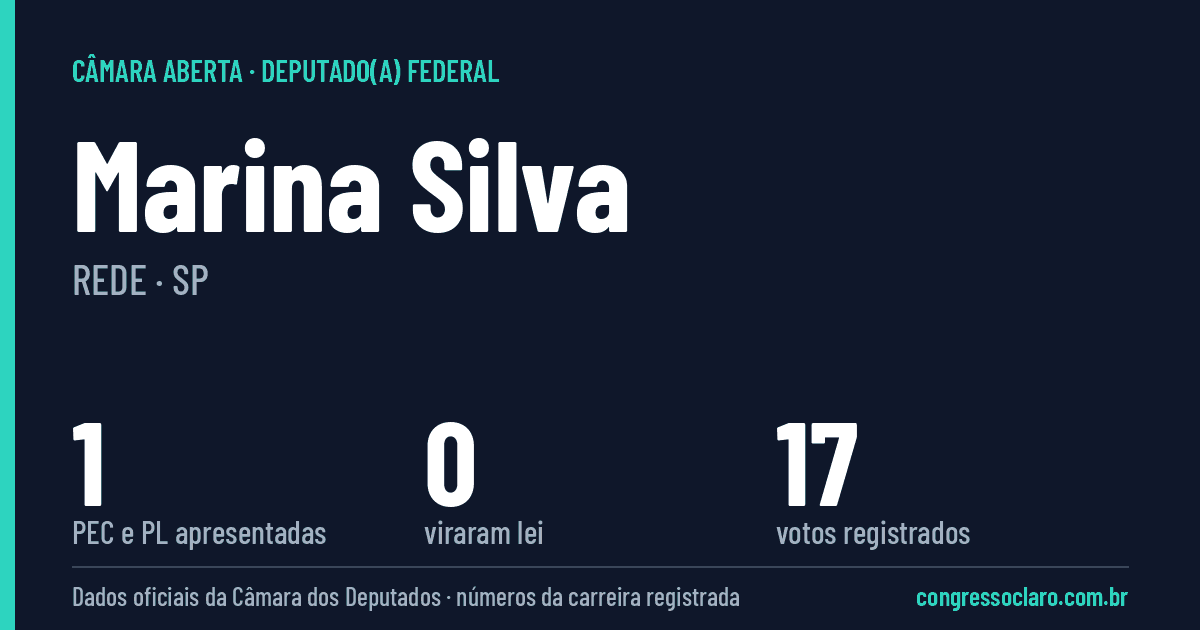 CÂMARA ABERTA · DEPUTADO(A) FEDERAL
Marina Silva
REDE · SP
1 0 17
PEC e PL apresentadas viraram lei votos registrados
Dados oficiais da Câmara dos Deputados · números da carreira registrada congressoclaro.com.br